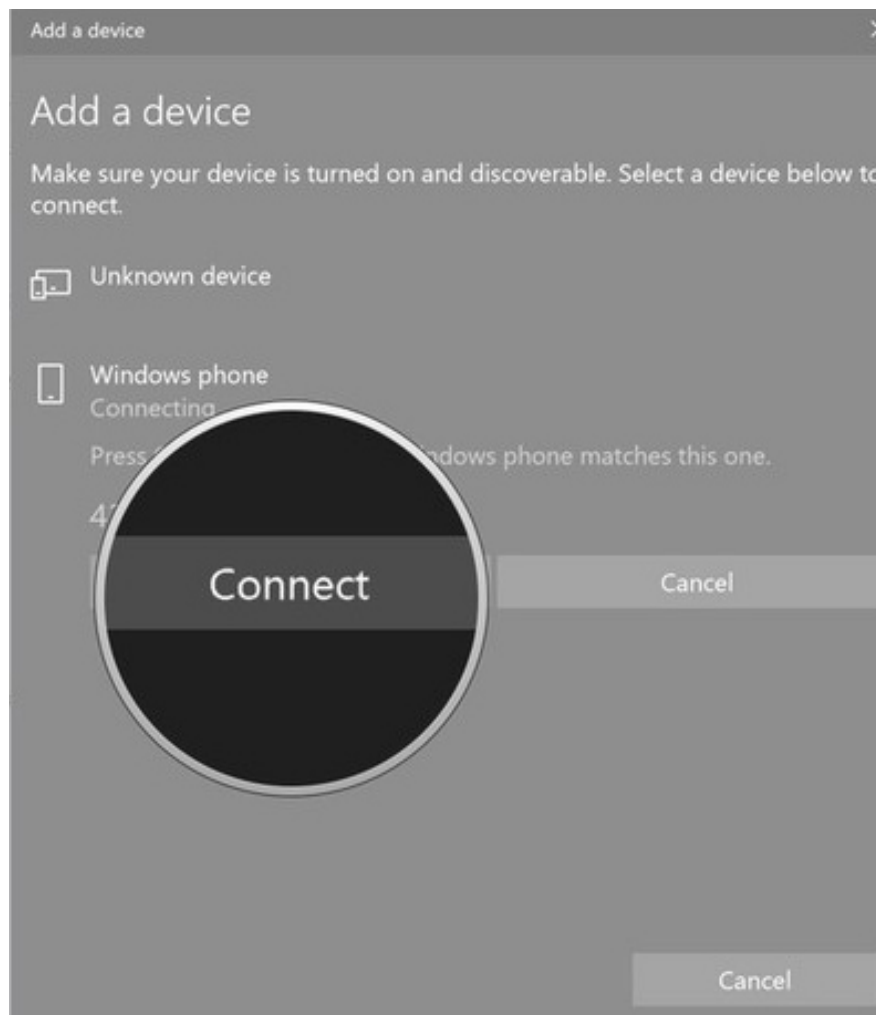 Add a device
Add a device
Make sure your device is turned on and discoverable. Select a device below to
connect.
Unknown device
Windows phone
Connecting
Press phone matches this one.
Connect
Cancel
Cancel